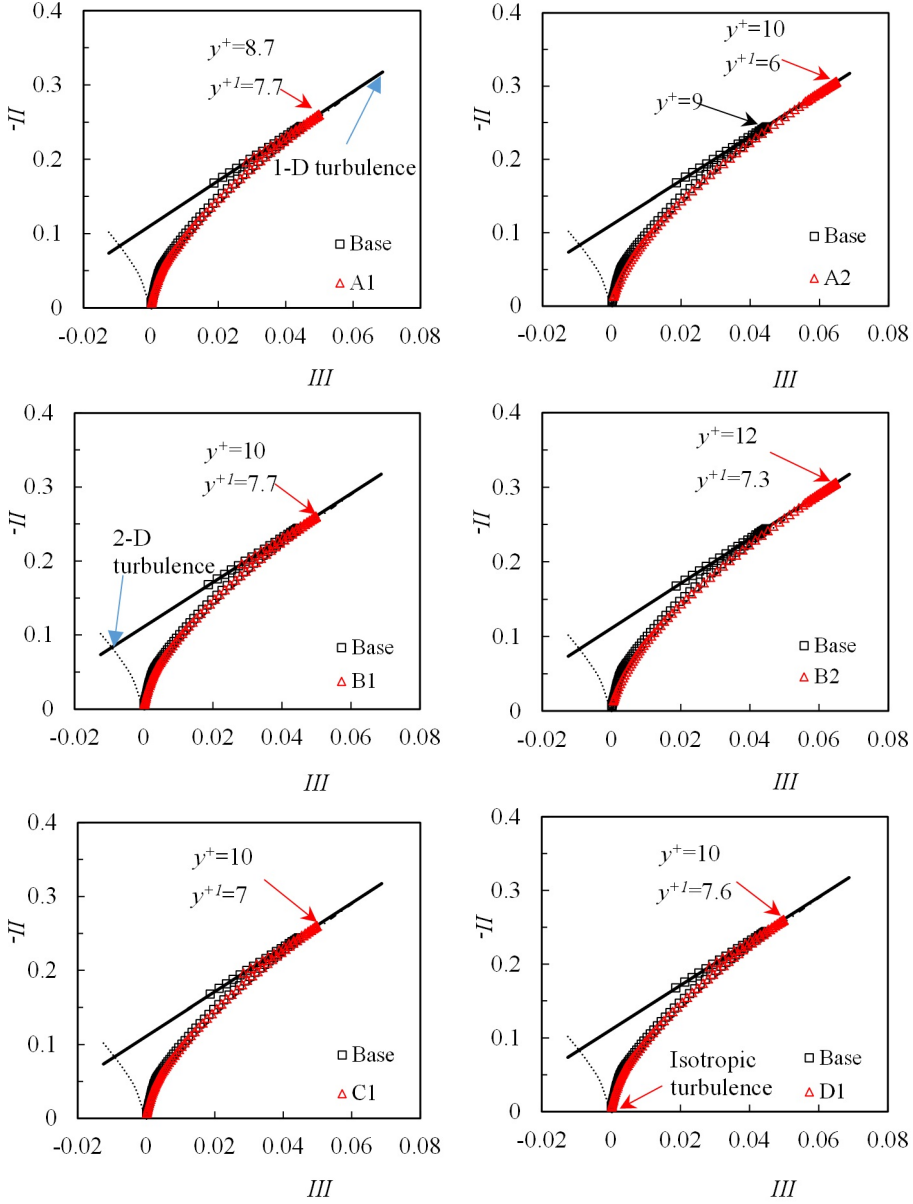 0.4
0.3
0.2
0.1
0
-II
y+=8.7
y+1=7.7
1-D turbulence
Base
A1
-0.02 0 0.02 0.04 0.06 0.08
III
0.4
0.3
0.2
0.1
0
-II
y+=10
y+1=6
y+=9
Base
A2
-0.02 0 0.02 0.04 0.06 0.08
III
0.4
0.3
0.2
0.1
0
-II
y+=10
y+1=7.7
2-D
turbulence
Base
B1
-0.02 0 0.02 0.04 0.06 0.08
III
0.4
0.3
0.2
0.1
0
-II
y+=12
y+1=7.3
Base
B2
-0.02 0 0.02 0.04 0.06 0.08
III
0.4
0.3
0.2
0.1
0
-II
y+=10
y+1=7
Base
C1
-0.02 0 0.02 0.04 0.06 0.08
III
0.4
0.3
0.2
0.1
0
-II
y+=10
y+1=7.6
Isotropic
turbulence
Base
D1
-0.02 0 0.02 0.04 0.06 0.08
III